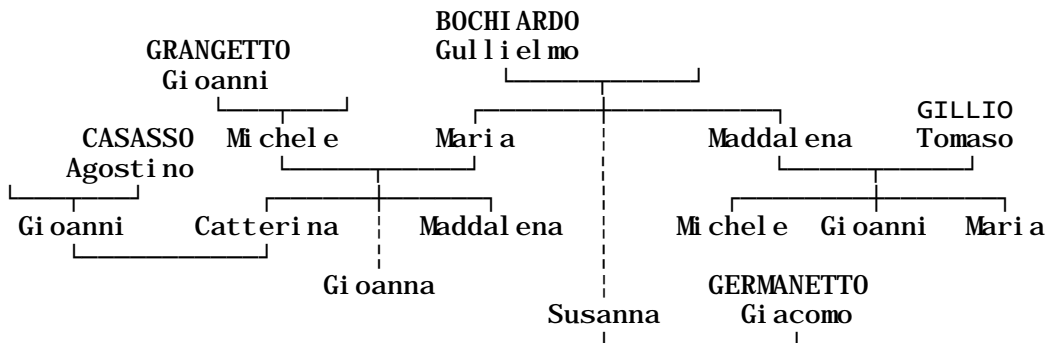 BOCHIARDO
GRANGETTO Gullielmo
Gioanni
GILLIO
CASASSO Michele Maria Maddalena Tomaso
Agostino
Gioanni Catterina Maddalena Michele Gioanni Maria
Gioanna GERMANETTO
Susanna Giacomo